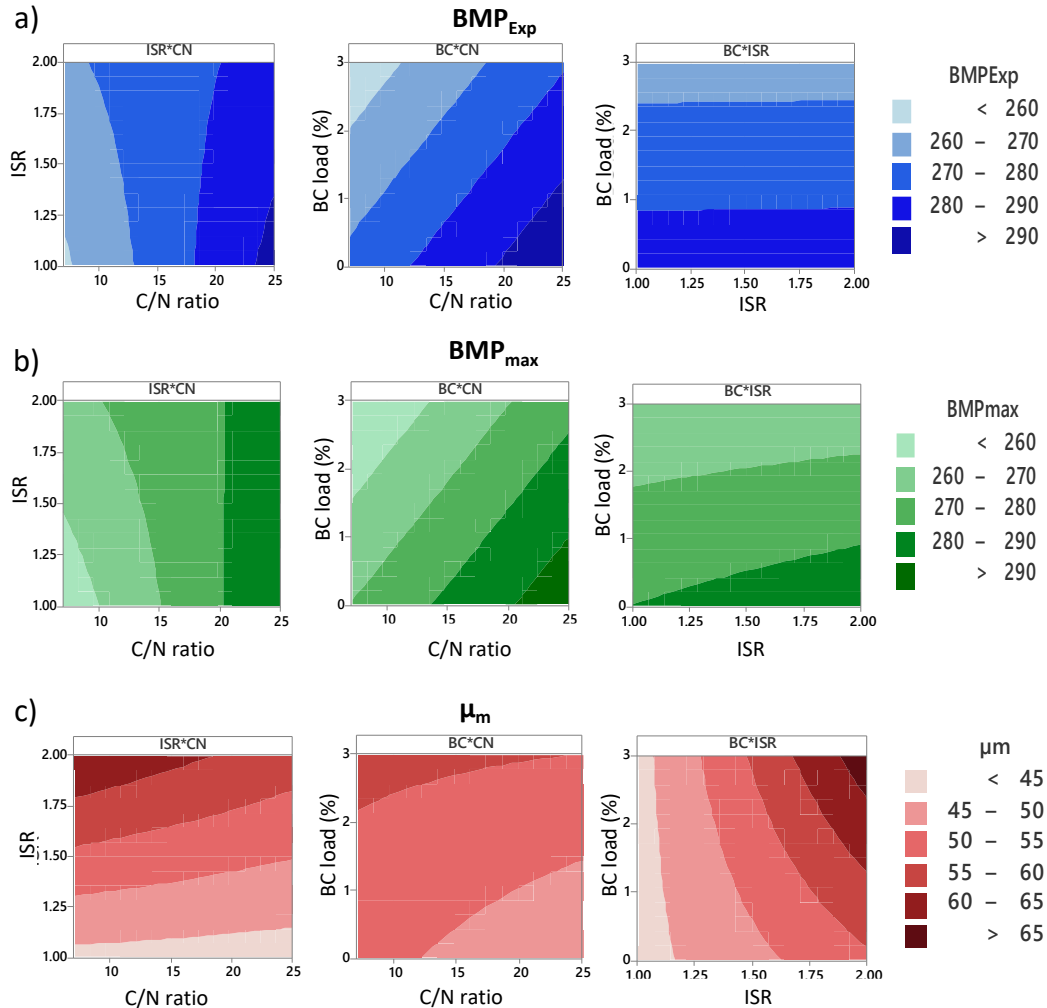 a)
BMPExp
ISR*CN
BC*CN
BC*ISR
2.00
1.75
1.50
1.25
1.00
ISR
10
15
20
25
C/N ratio
3
2
1
0
BC load (%)
10
15
20
25
C/N ratio
3
2
1
0
BC load (%)
1.00
1.25
1.50
1.75
2.00
ISR
BMPExp
< 260
260 – 270
270 – 280
280 – 290
> 290
b)
BMPmax
ISR*CN
BC*CN
BC*ISR
2.00
1.75
1.50
1.25
1.00
ISR
10
15
20
25
C/N ratio
3
2
1
0
BC load (%)
10
15
20
25
C/N ratio
3
2
1
0
BC load (%)
1.00
1.25
1.50
1.75
2.00
ISR
BMPmax
< 260
260 – 270
270 – 280
280 – 290
> 290
c)
µm
ISR*CN
BC*CN
BC*ISR
2.00
1.75
1.50
1.25
1.00
ISR
10
15
20
25
C/N ratio
3
2
1
0
BC load (%)
10
15
20
25
C/N ratio
3
2
1
0
BC load (%)
1.00
1.25
1.50
1.75
2.00
ISR
µm
< 45
45 – 50
50 – 55
55 – 60
60 – 65
> 65